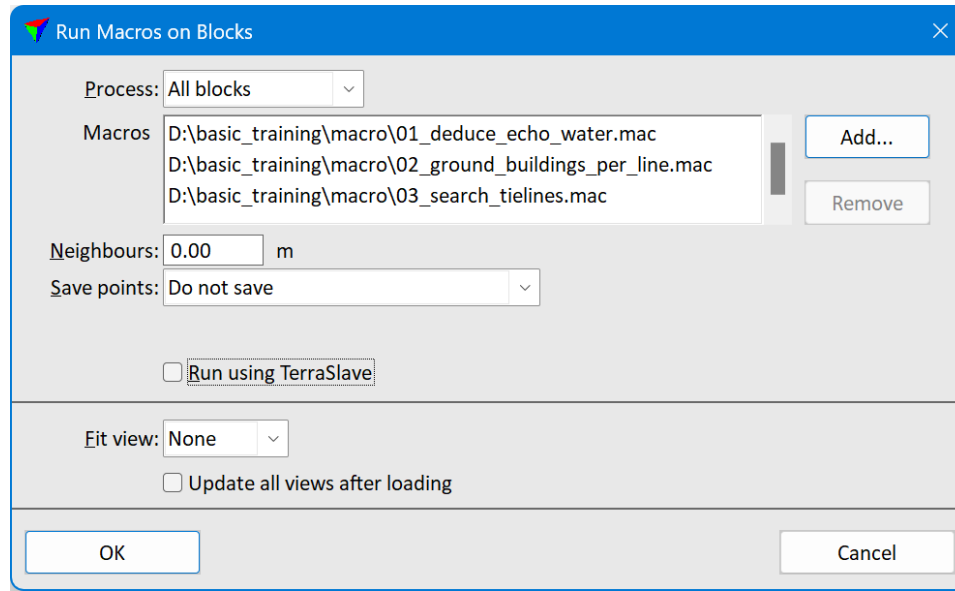 Run Macros on Blocks
Process: All blocks
Macros
D:\basic_training\macro\01_deduce_echo_water.mac
D:\basic_training\macro\02_ground_buildings_per_line.mac
D:\basic_training\macro\03_search_tielines.mac
Add...
Remove
Neighbours: 0.00 m
Save points: Do not save
Run using TerraSlave
Fit view: None
Update all views after loading
OK
Cancel